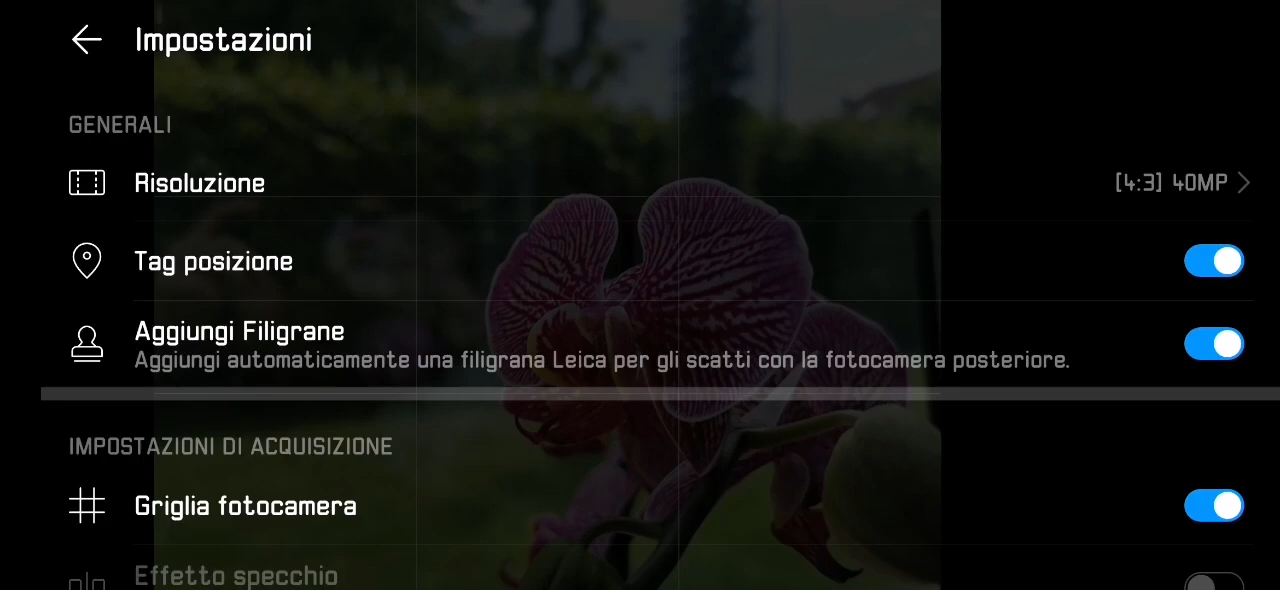 Impostazioni
GENERALI
Risoluzione
[4:3] 40MP
Tag posizione
Aggiungi Filigrane
Aggiungi automaticamente una filigrana Leica per gli scatti con la fotocamera posteriore.
IMPOSTAZIONI DI ACQUISIZIONE
Griglia fotocamera
Effetto specchio